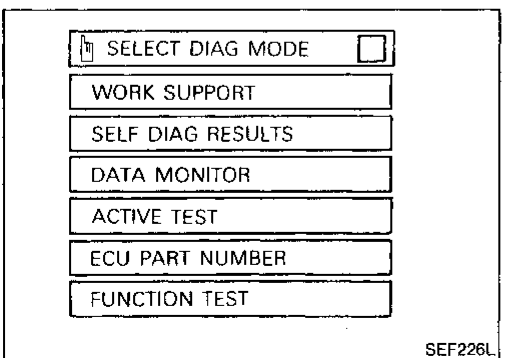 SELECT DIAG MODE
WORK SUPPORT
SELF DIAG RESULTS
DATA MONITOR
ACTIVE TEST
ECU PART NUMBER
FUNCTION TEST
SEF226L